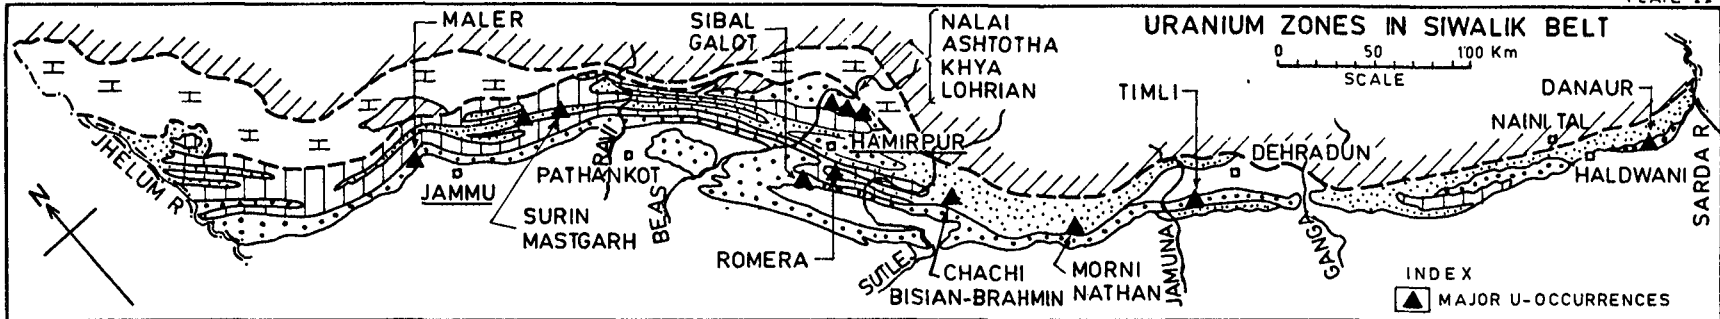 PLATE II
URANIUM ZONES IN SIWALIK BELT
0 50 100 Km
SCALE
MALER
SIBAL
GALOT
NALAI
ASHTOTHA
KHYA
LOHRIAN
TIMLI
DANAUR
NAINI TAL
HAMIRPUR
DEHRADUN
HALDWANI
JHELUM R
N
JAMMU
RAVI
PATHANKOT
BEAS
SURIN
MASTGARH
ROMERA
SUTLEJ
CHACHI
BISIAN-BRAHMIN
MORNI
NATHAN
JAMUNA
GANGA
SARDA R
INDEX
MAJOR U-OCCURRENCES